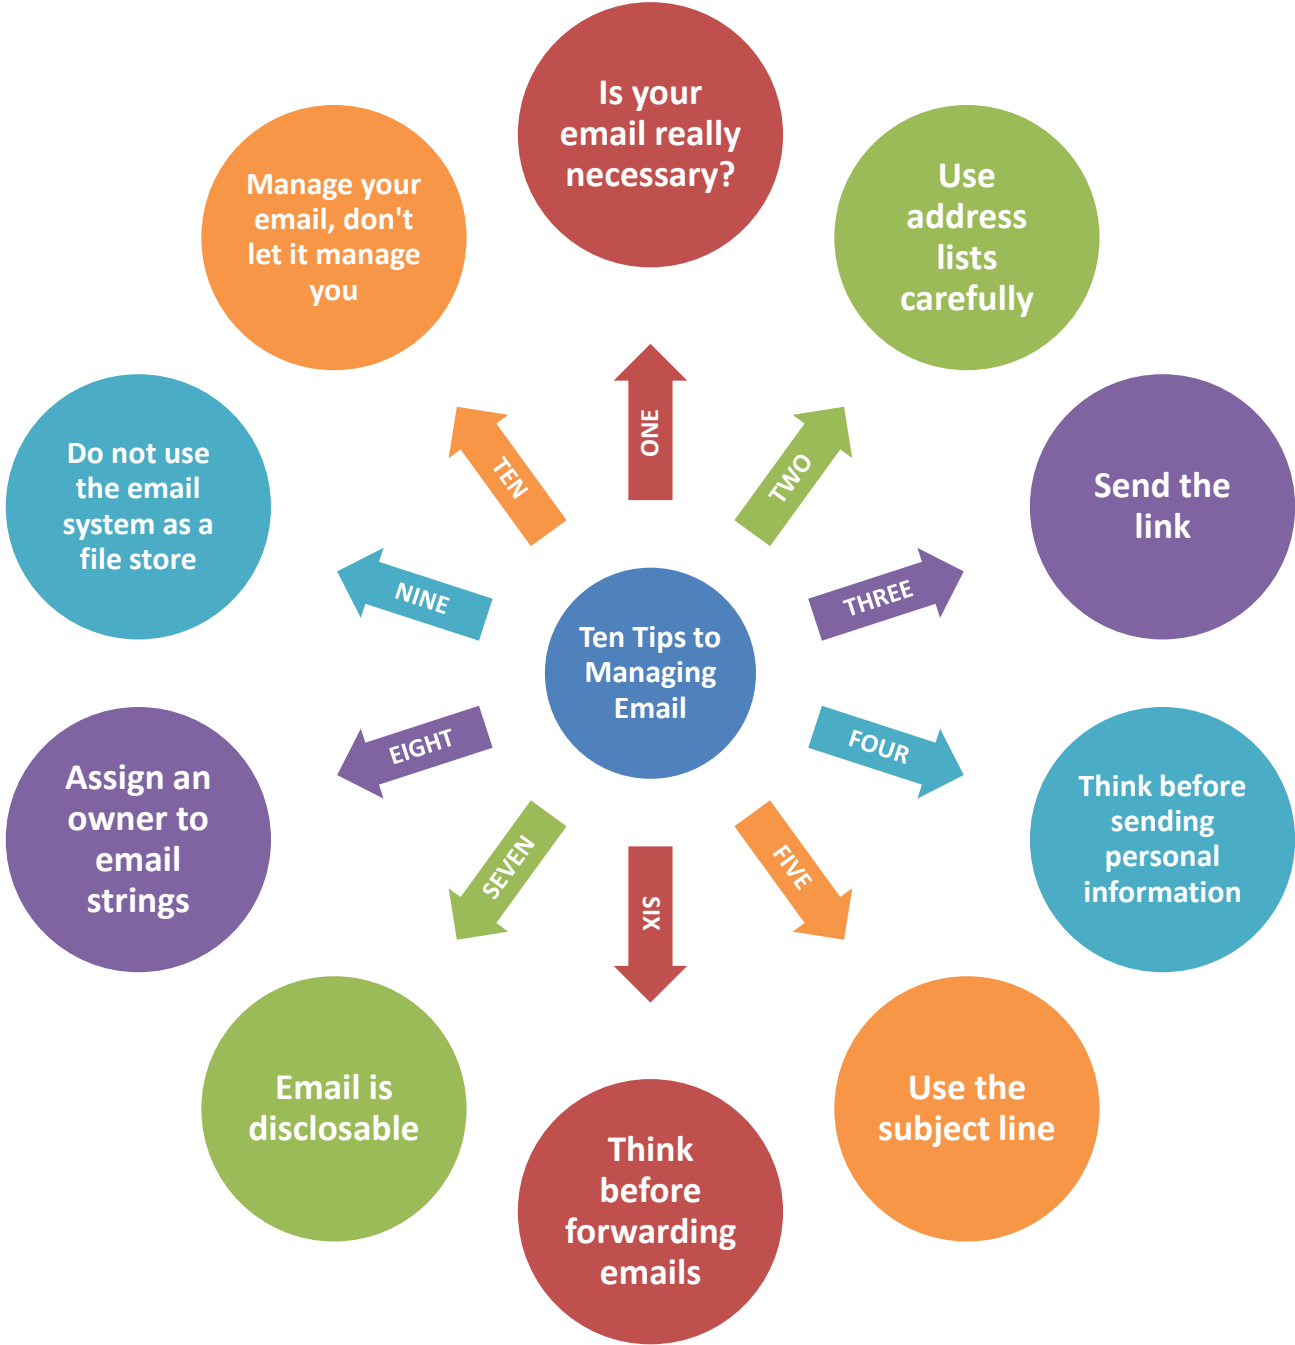 Ten Tips to
Managing
Email
ONE
Is your
email really
necessary?
TWO
Use
address
lists
carefully
THREE
Send the
link
FOUR
Think before
sending
personal
information
FIVE
Use the
subject line
SIX
Think
before
forwarding
emails
SEVEN
Email is
disclosable
EIGHT
Assign an
owner to
email
strings
NINE
Do not use
the email
system as a
file store
TEN
Manage your
email, don't
let it manage
you